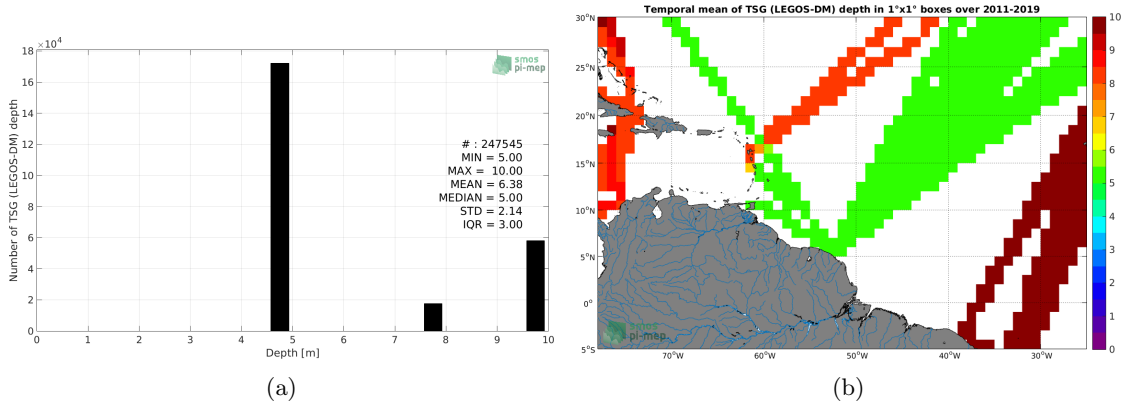 ×10⁴
18
16
14
12
10
8
6
4
2
0
0 1 2 3 4 5 6 7 8 9 10
Number of TSG (LEGOS-DM) depth
Depth [m]
smos
pi-mep
# : 247545
MIN = 5.00
MAX = 10.00
MEAN = 6.38
MEDIAN = 5.00
STD = 2.14
IQR = 3.00
(a)
Temporal mean of TSG (LEGOS-DM) depth in 1°x1° boxes over 2011-2019
30°N
25°N
20°N
15°N
10°N
5°N
0°
5°S
70°W 60°W 50°W 40°W 30°W
smos
pi-mep
10
9
8
7
6
5
4
3
2
1
0
(b)